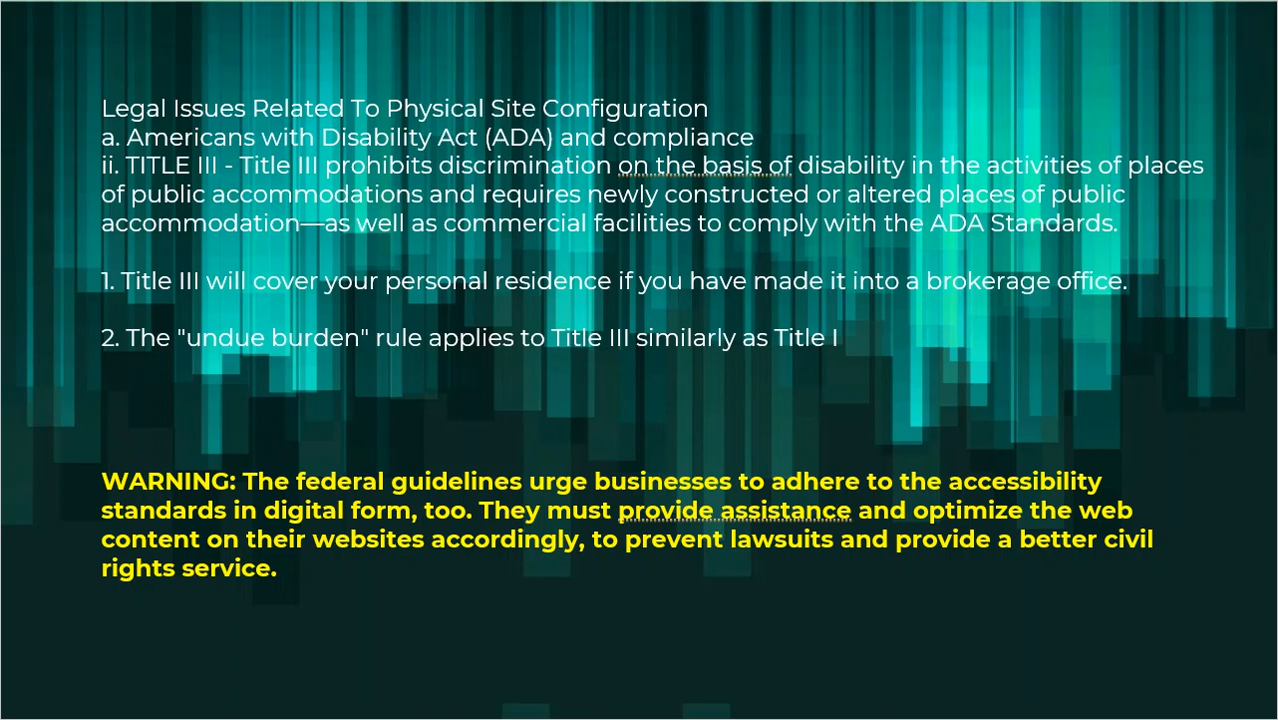 Legal Issues Related To Physical Site Configuration
a. Americans with Disability Act (ADA) and compliance
ii. TITLE III - Title III prohibits discrimination on the basis of disability in the activities of places
of public accommodations and requires newly constructed or altered places of public
accommodation—as well as commercial facilities to comply with the ADA Standards.
1. Title III will cover your personal residence if you have made it into a brokerage office.
2. The "undue burden" rule applies to Title III similarly as Title I
WARNING: The federal guidelines urge businesses to adhere to the accessibility
standards in digital form, too. They must provide assistance and optimize the web
content on their websites accordingly, to prevent lawsuits and provide a better civil
rights service.